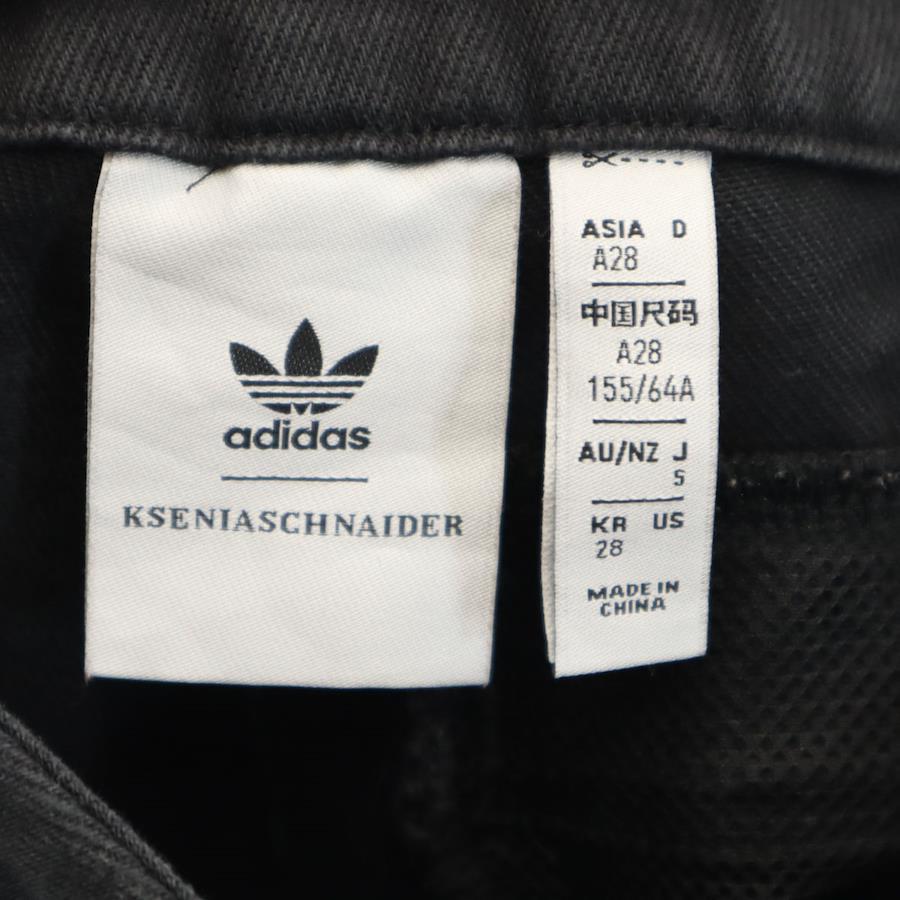 adidas
KSENIASCHNAIDER
ASIA D
A28
中国尺码
A28
155/64A
AU/NZ J
S
KR US
28
MADE IN
CHINA